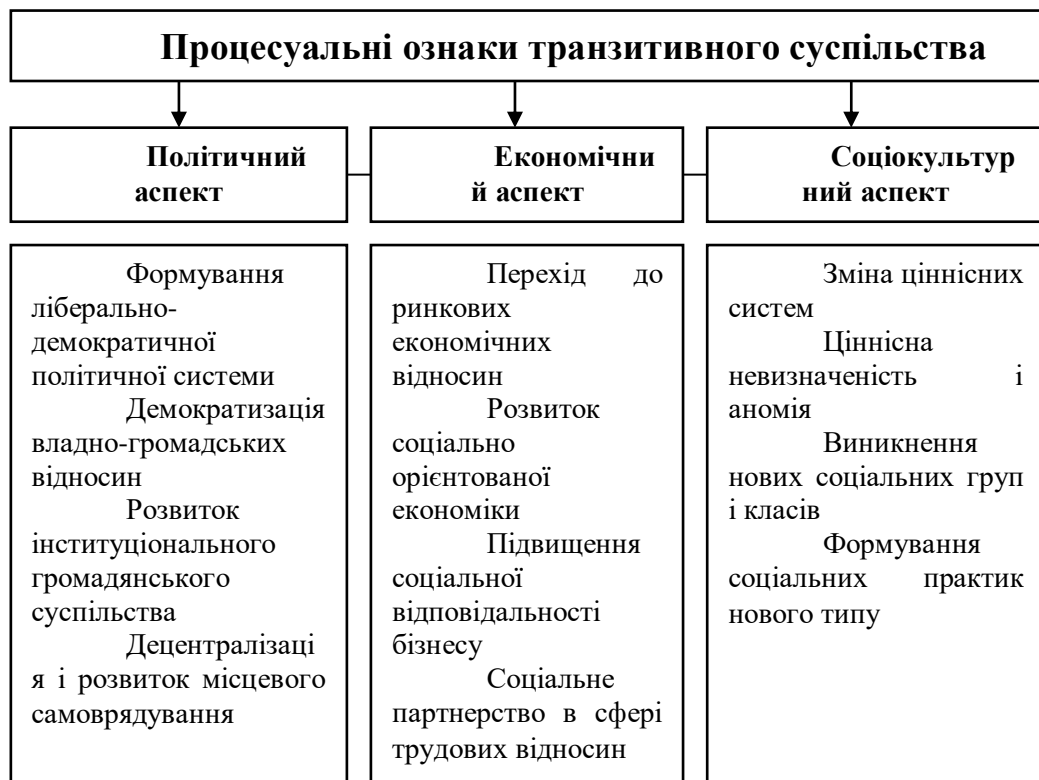 Процесуальні ознаки транзитивного суспільства
Політичний
аспект
Економічни
й аспект
Соціокультур
ний аспект
Формування
ліберально-
демократичної
політичної системи
Демократизація
владно-громадських
відносин
Розвиток
інституціонального
громадянського
суспільства
Децентралізаці
я і розвиток місцевого
самоврядування
Перехід до
ринкових
економічних
відносин
Розвиток
соціально
орієнтованої
економіки
Підвищення
соціальної
відповідальності
бізнесу
Соціальне
партнерство в сфері
трудових відносин
Зміна ціннісних
систем
Ціннісна
невизначеність і
аномія
Виникнення
нових соціальних груп
і класів
Формування
соціальних практик
нового типу